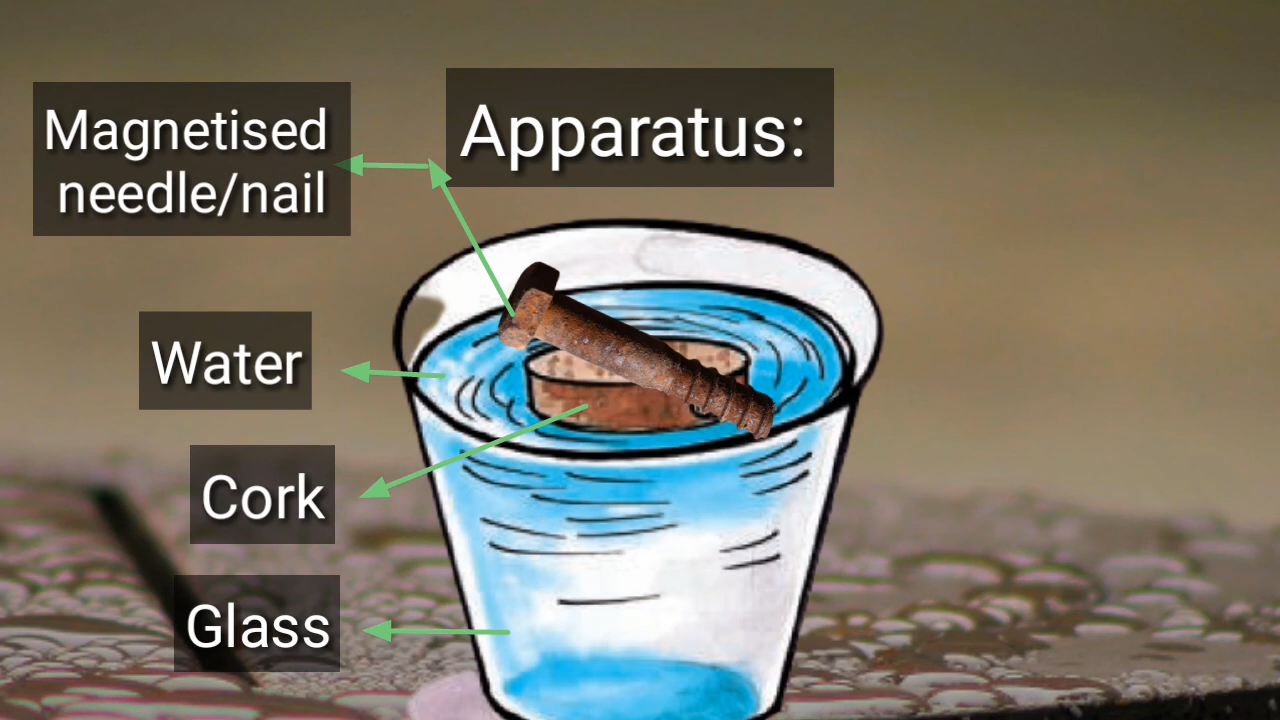 Apparatus:
Magnetised
needle/nail
Water
Cork
Glass